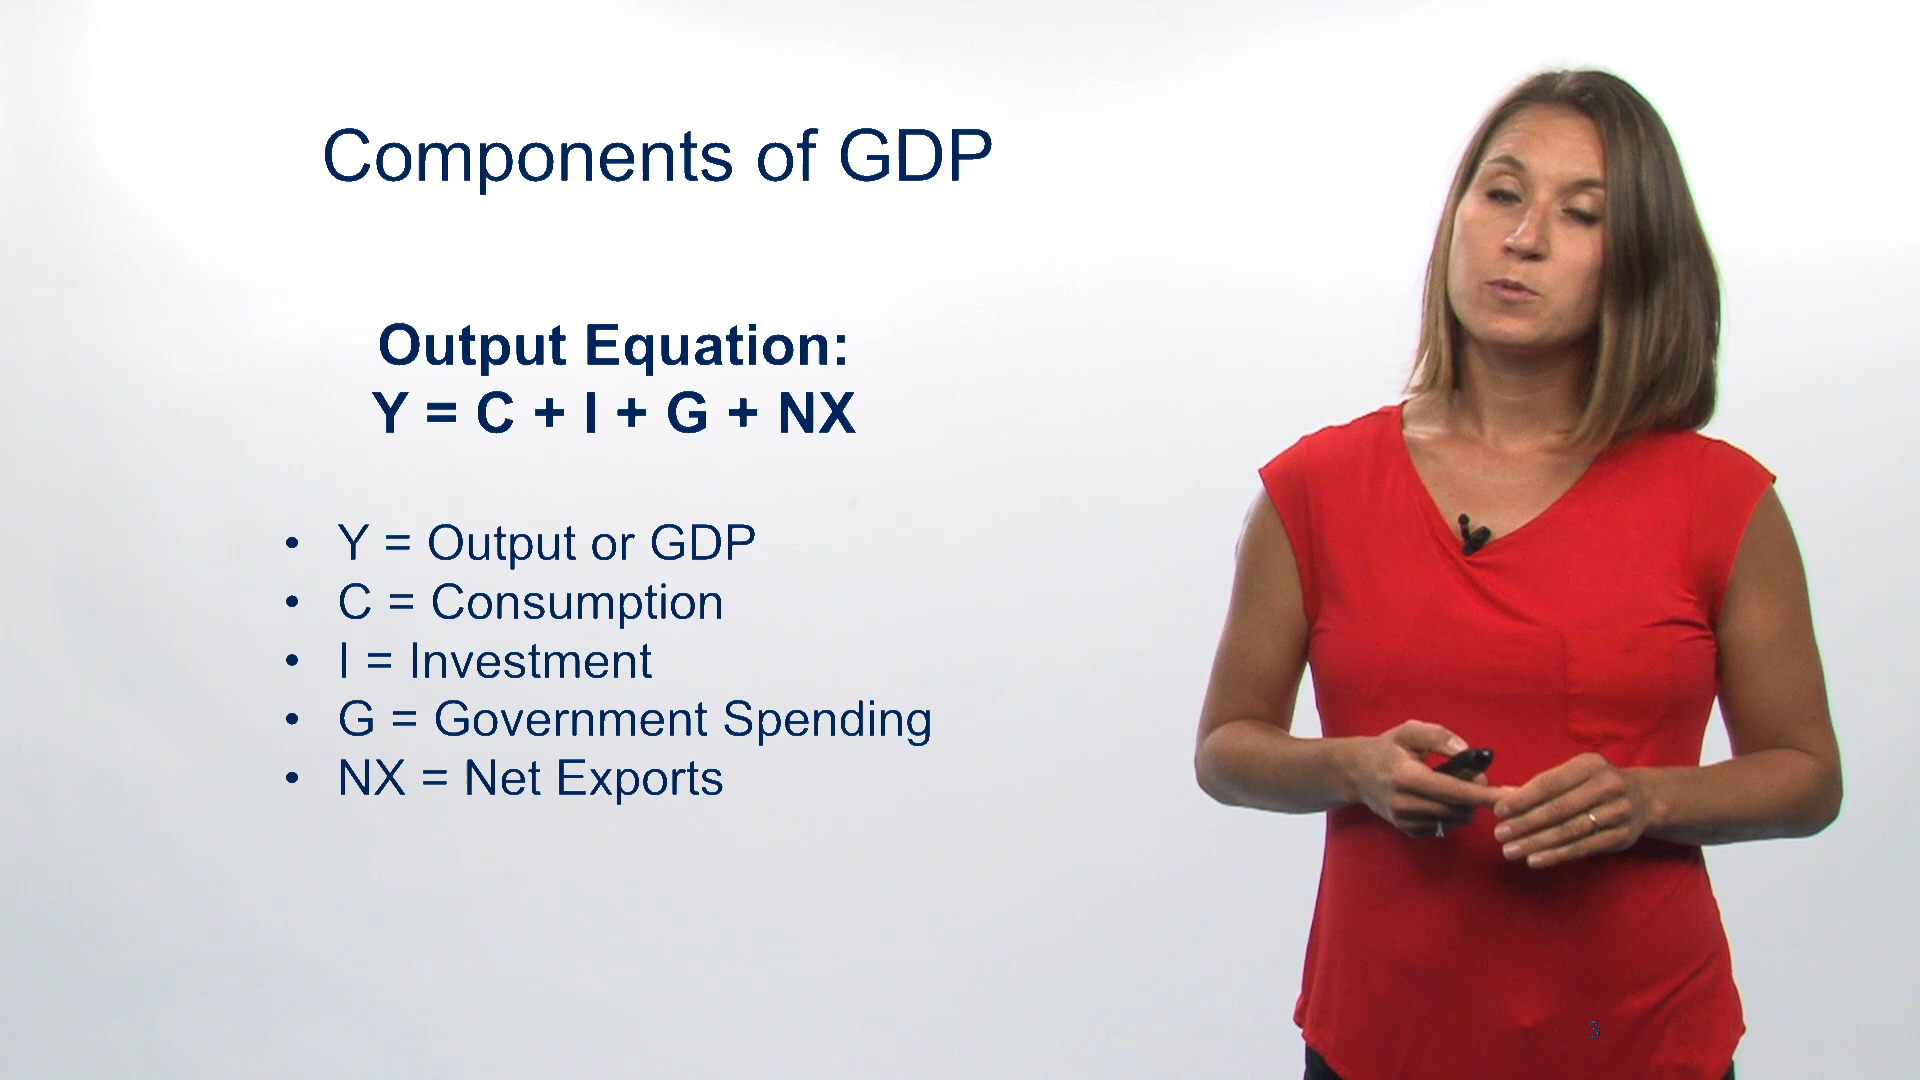 Components of GDP
Output Equation:
Y = C + I + G + NX
• Y = Output or GDP
• C = Consumption
• I = Investment
• G = Government Spending
• NX = Net Exports
3